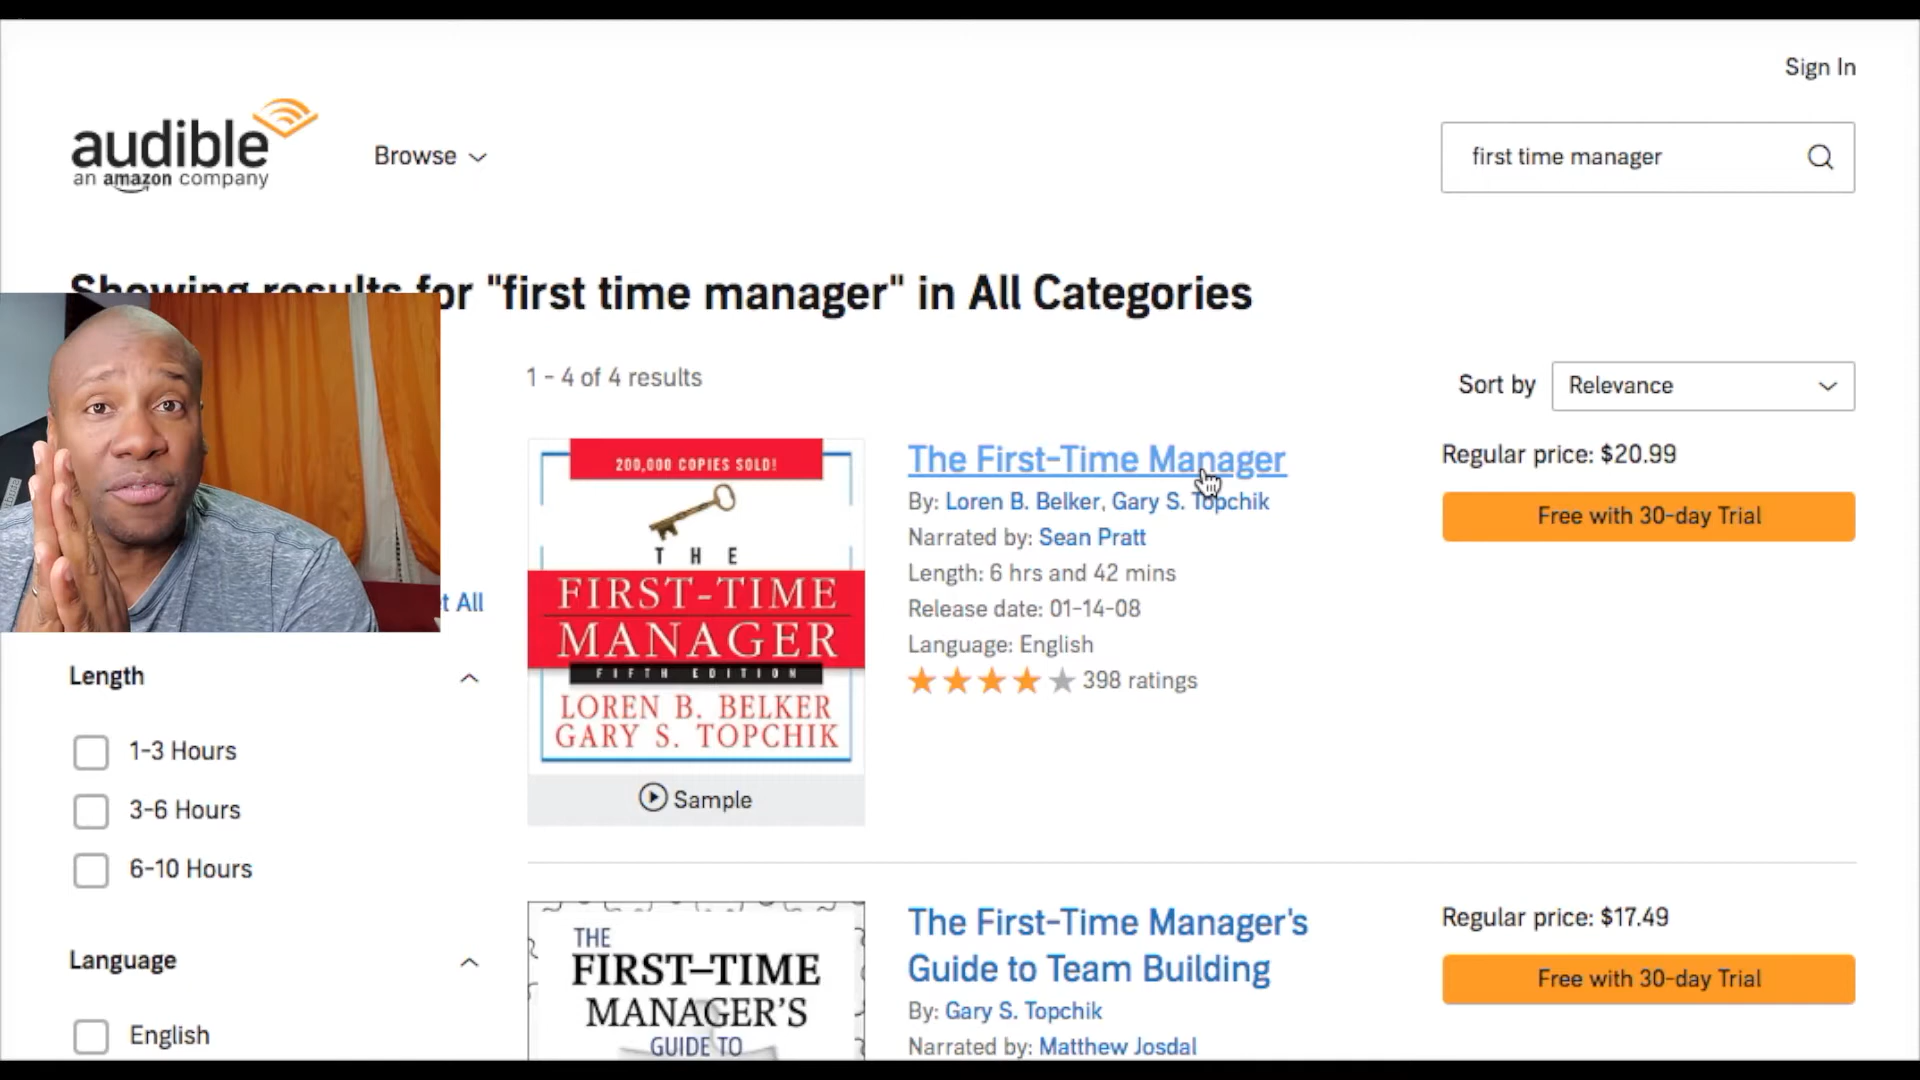 Sign In
audible
an amazon company
Browse
first time manager
Showing results for "first time manager" in All Categories
1 - 4 of 4 results
Sort by
Relevance
200,000 COPIES SOLD!
THE
FIRST-TIME
MANAGER
FIFTH EDITION
LOREN B. BELKER
GARY S. TOPCHIK
Sample
The First-Time Manager
By: Loren B. Belker, Gary S. Topchik
Narrated by: Sean Pratt
Length: 6 hrs and 42 mins
Release date: 01-14-08
Language: English
398 ratings
Regular price: $20.99
Free with 30-day Trial
All
Length
1-3 Hours
3-6 Hours
6-10 Hours
Language
English
THE
FIRST-TIME
MANAGER'S
GUIDE TO
The First-Time Manager's
Guide to Team Building
By: Gary S. Topchik
Narrated by: Matthew Josdal
Regular price: $17.49
Free with 30-day Trial